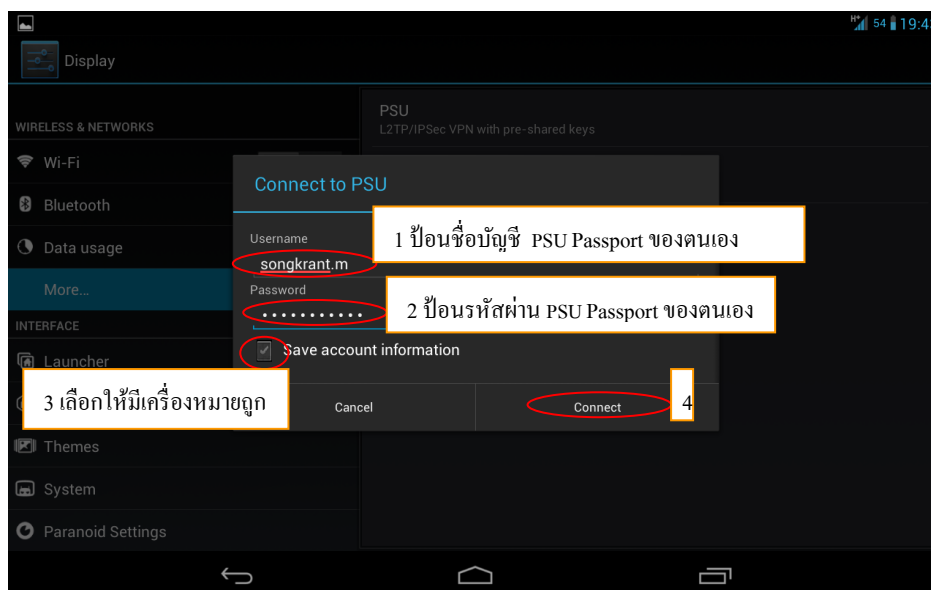 H+ 54 19:4
Display
WIRELESS & NETWORKS
Wi-Fi
Bluetooth
Data usage
More...
INTERFACE
Launcher
Themes
System
Paranoid Settings
PSU
L2TP/IPSec VPN with pre-shared keys
Connect to PSU
Username
1 ป้อนชื่อบัญชี PSU Passport ของตนเอง
songkrant.m
Password
2 ป้อนรหัสผ่าน PSU Passport ของตนเอง
•••••••••••
Save account information
3 เลือกให้มีเครื่องหมายถูก
Cancel
Connect
4